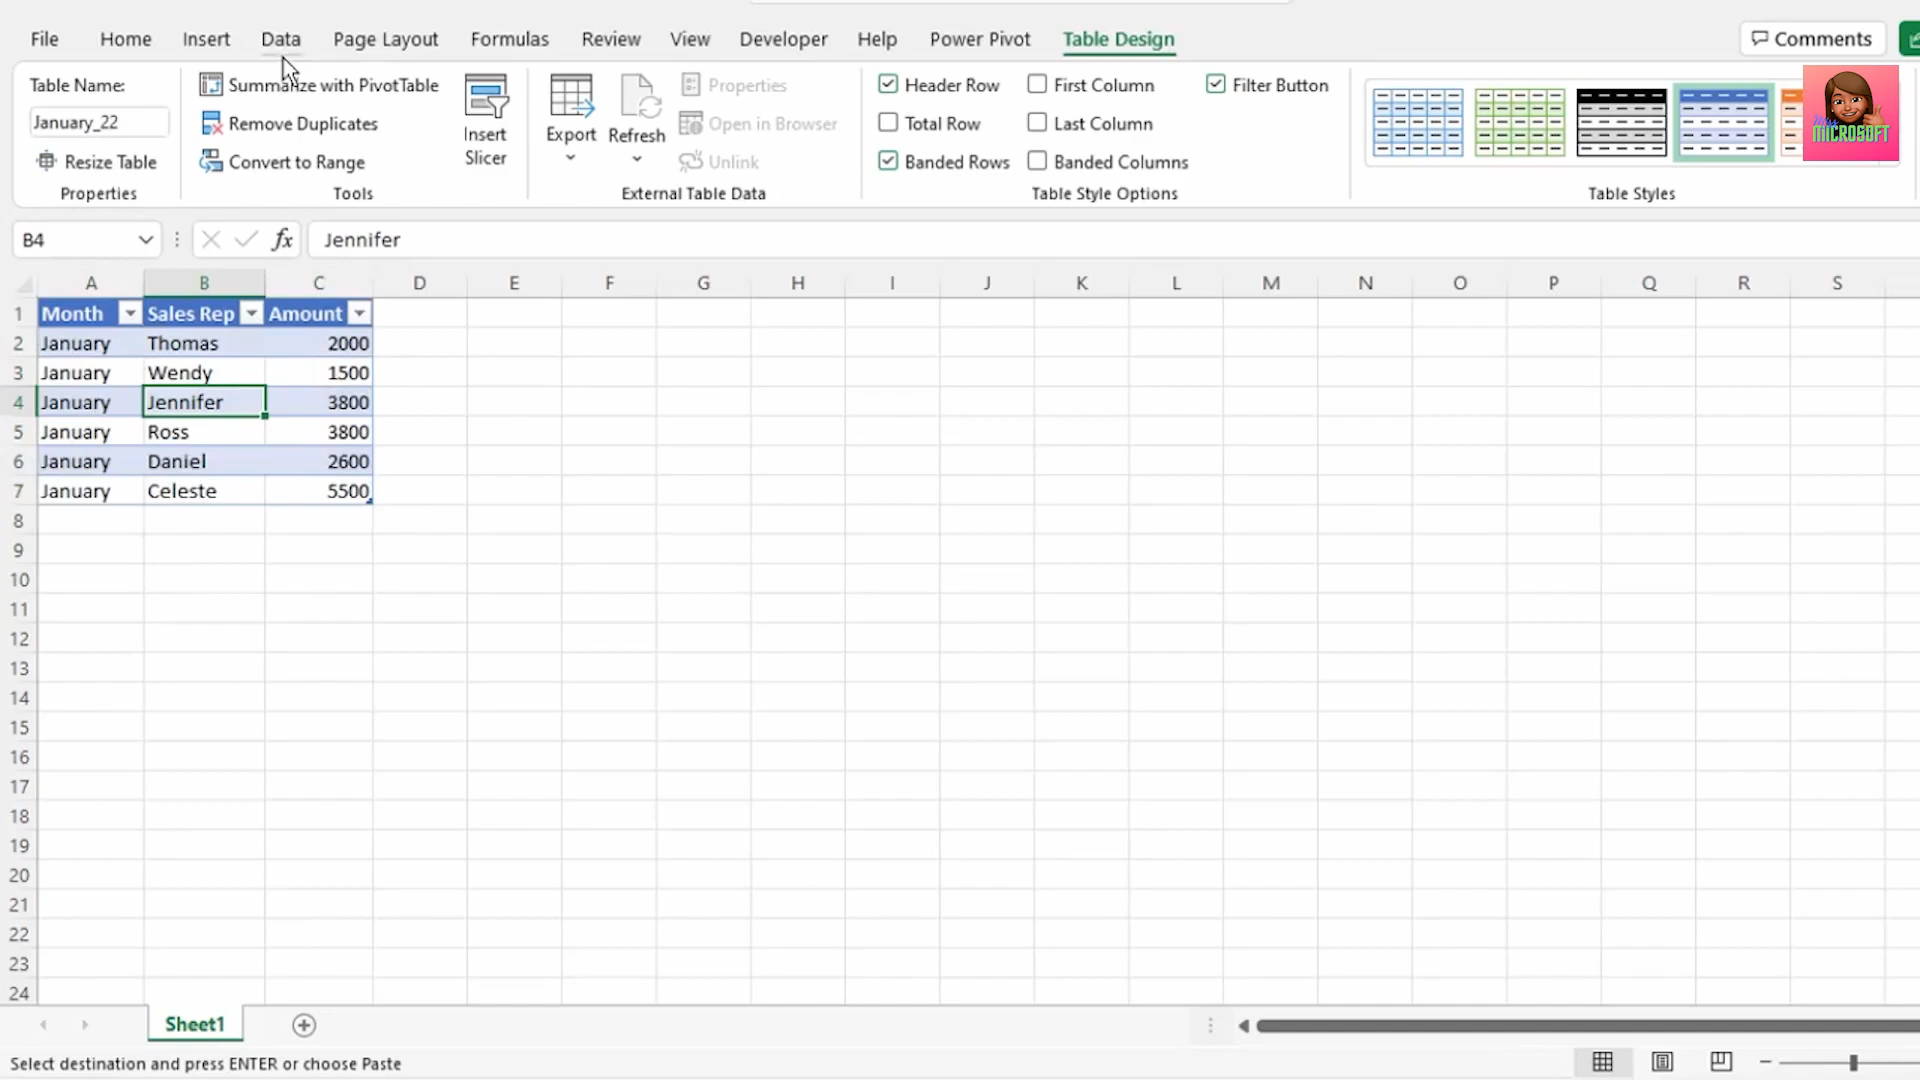 File Home Insert Data Page Layout Formulas Review View Developer Help Power Pivot Table Design Comments
Table Name:
January_22
Resize Table
Properties
Summarize with PivotTable
Remove Duplicates
Convert to Range
Tools
Insert
Slicer
Export
Refresh
Properties
Open in Browser
Unlink
External Table Data
Header Row
First Column
Filter Button
Total Row
Last Column
Banded Rows
Banded Columns
Table Style Options
Table Styles
Miss
MICROSOFT
B4
fx
Jennifer
A B C D E F G H I J K L M N O P Q R S
1 Month Sales Rep Amount
2 January Thomas 2000
3 January Wendy 1500
4 January Jennifer 3800
5 January Ross 3800
6 January Daniel 2600
7 January Celeste 5500
8
9
10
11
12
13
14
15
16
17
18
19
20
21
22
23
24
Sheet1
Select destination and press ENTER or choose Paste